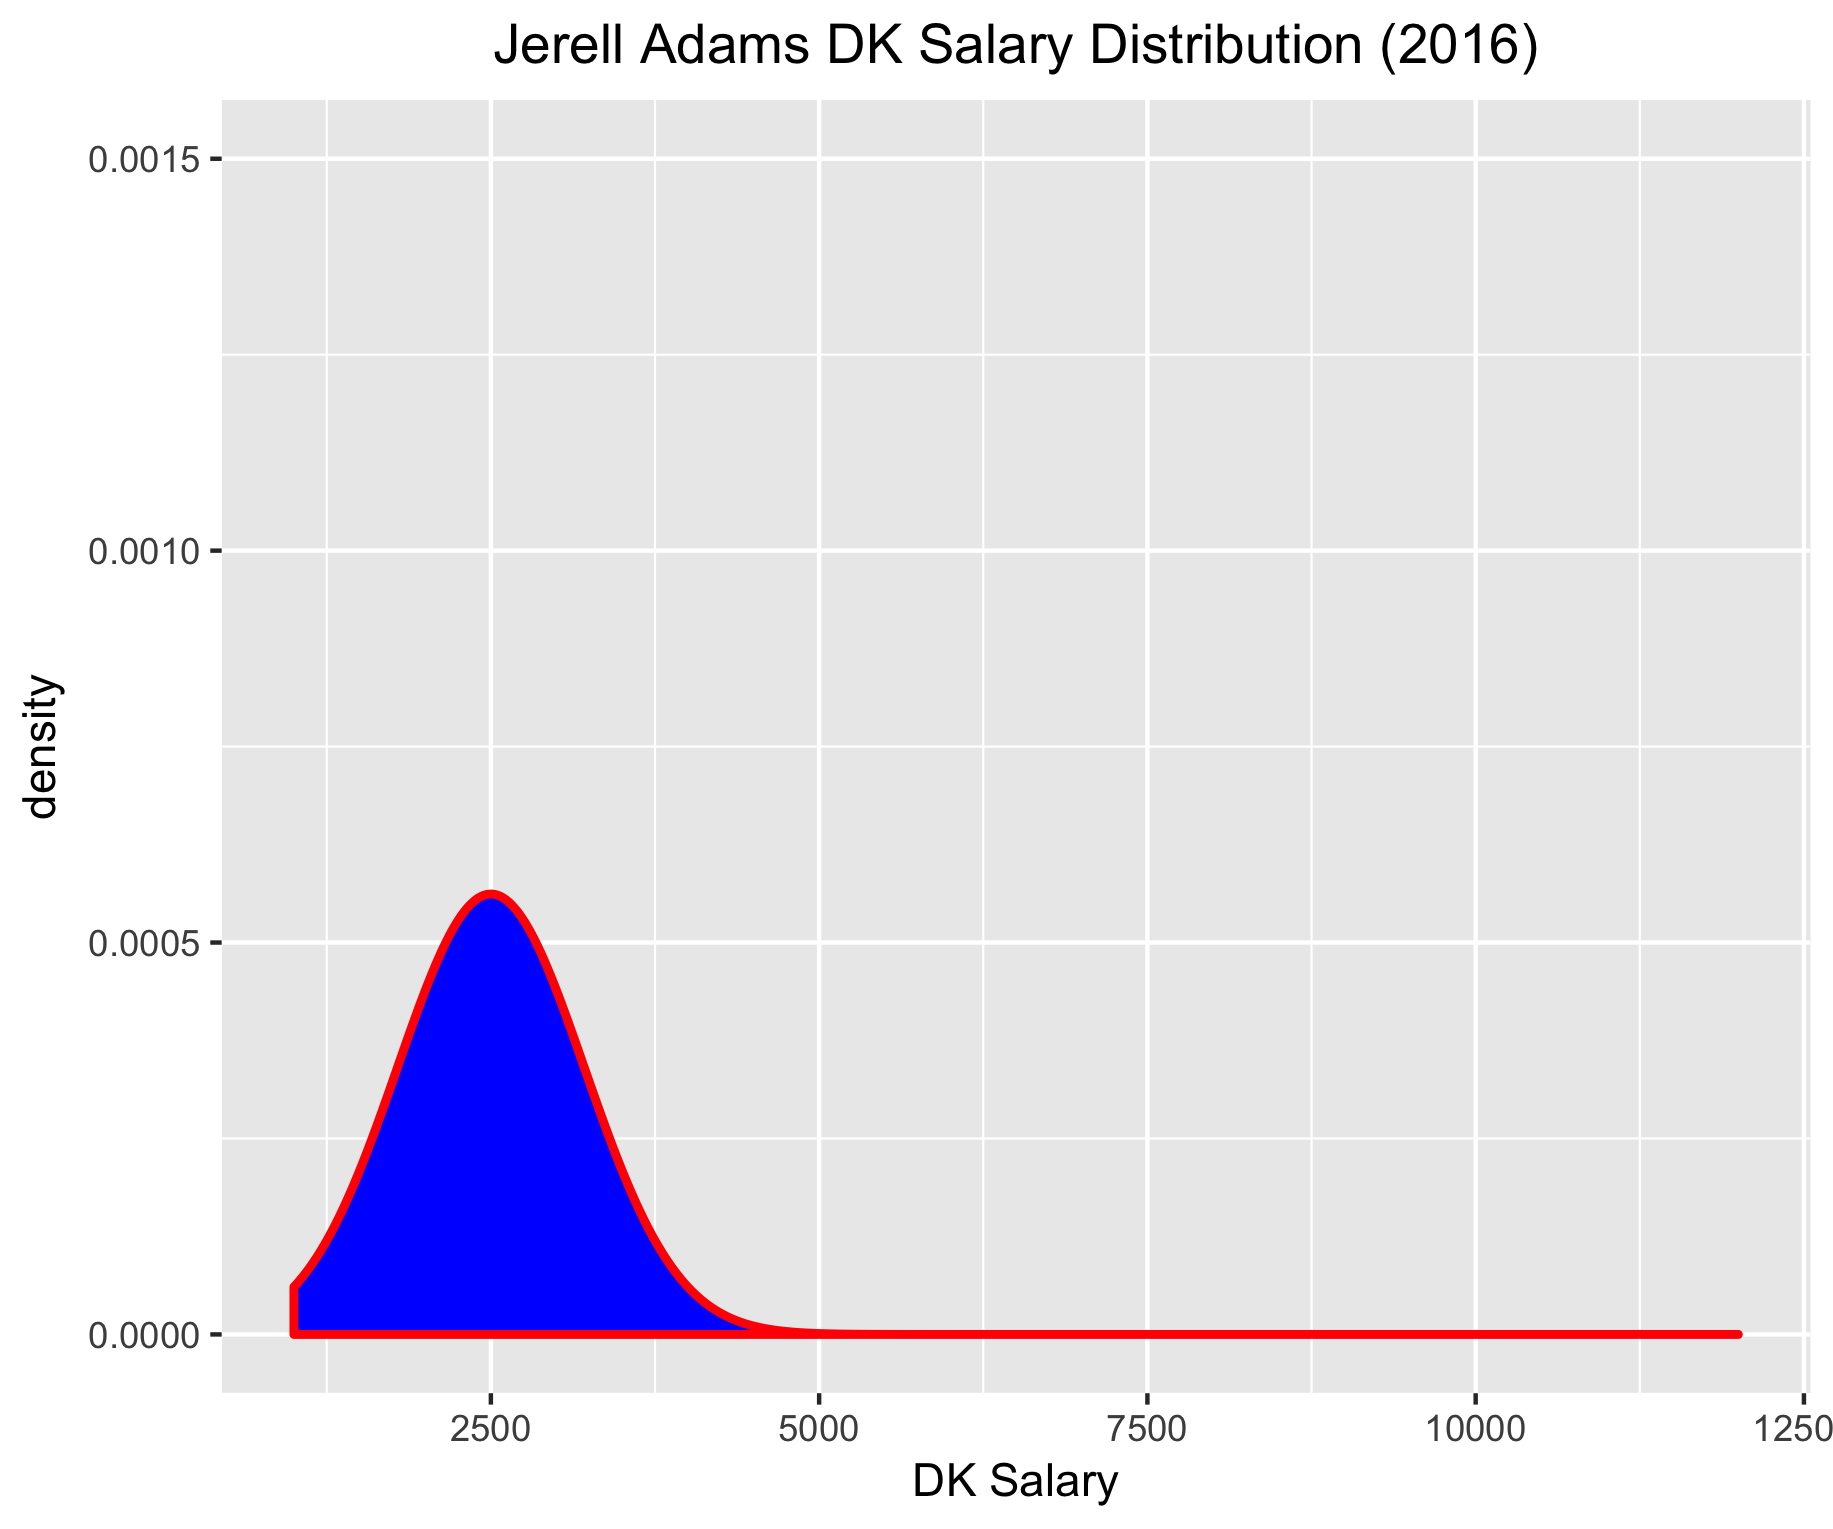 Jerell Adams DK Salary Distribution (2016)
0.0015
0.0010
density
0.0005
0.0000
2500 5000 7500 10000 1250
DK Salary